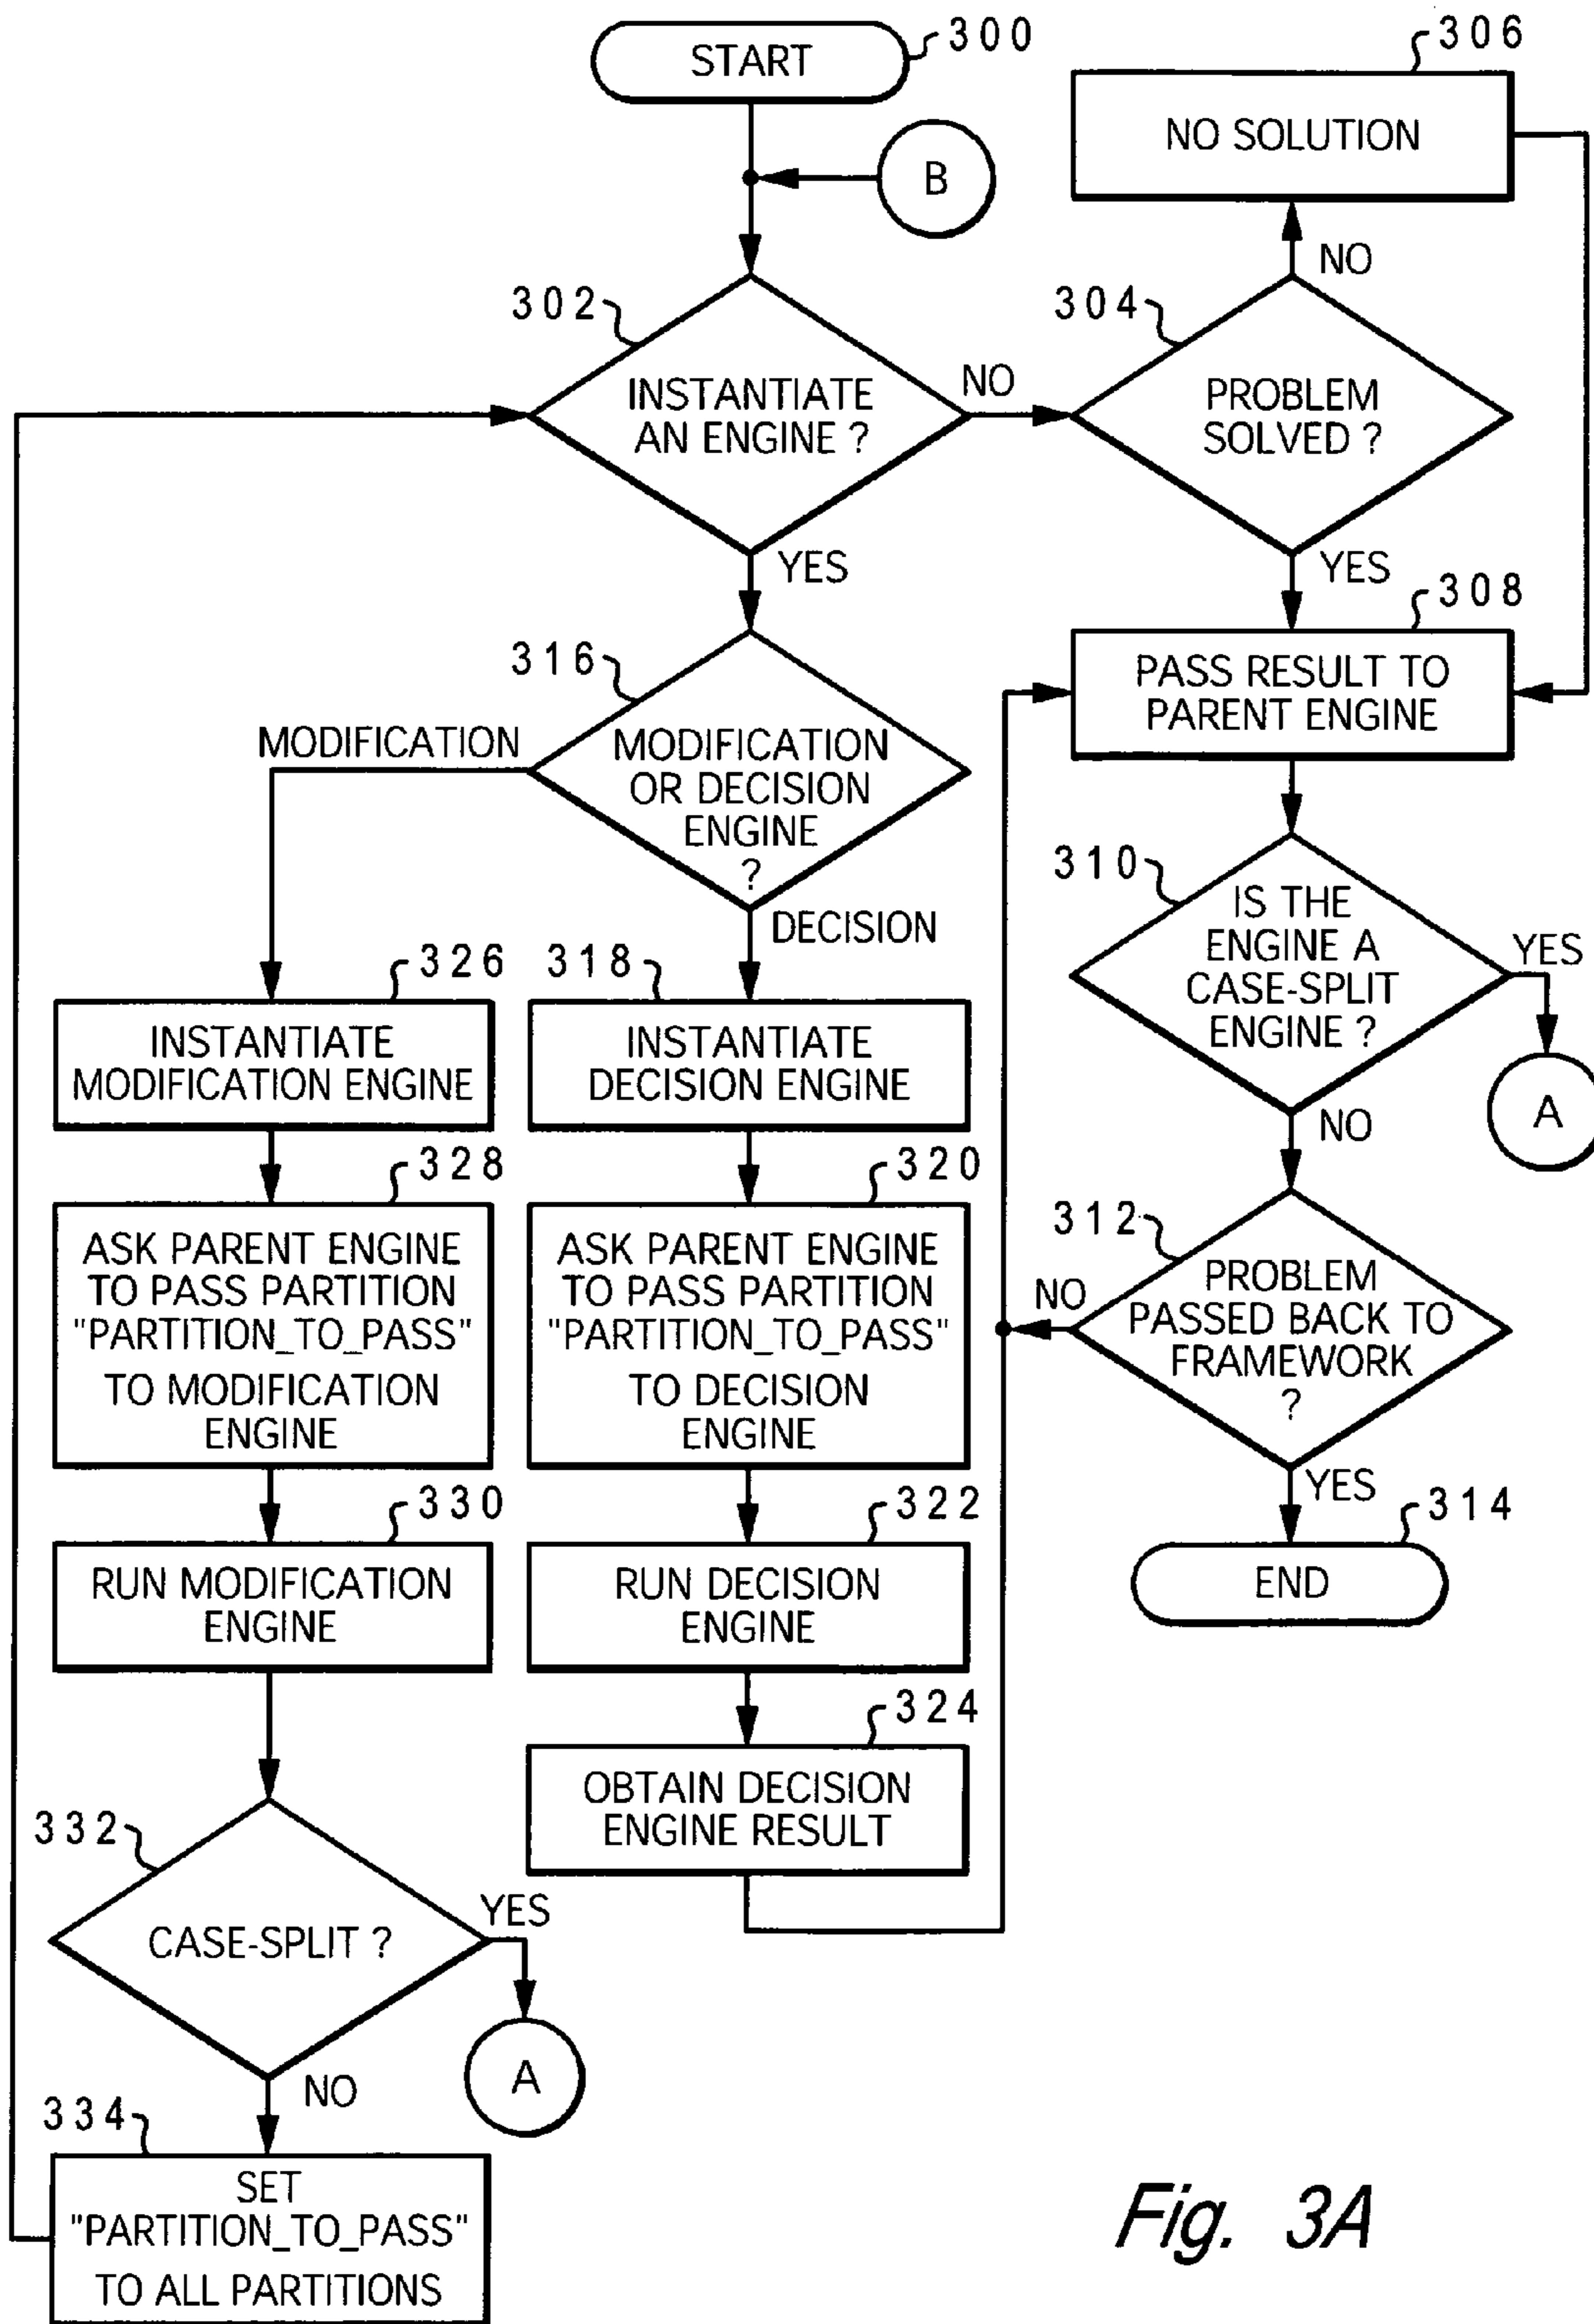 START
300
B
306
NO SOLUTION
NO
302
INSTANTIATE
AN ENGINE ?
NO
YES
304
PROBLEM
SOLVED ?
YES
308
PASS RESULT TO
PARENT ENGINE
316
MODIFICATION
MODIFICATION
OR DECISION
ENGINE
?
DECISION
310
IS THE
ENGINE A
CASE-SPLIT
ENGINE ?
YES
A
NO
326
INSTANTIATE
MODIFICATION ENGINE
318
INSTANTIATE
DECISION ENGINE
328
ASK PARENT ENGINE
TO PASS PARTITION
"PARTITION_TO_PASS"
TO MODIFICATION
ENGINE
320
ASK PARENT ENGINE
TO PASS PARTITION
"PARTITION_TO_PASS"
TO DECISION
ENGINE
312
NO
PROBLEM
PASSED BACK TO
FRAMEWORK
?
YES
314
END
330
RUN MODIFICATION
ENGINE
322
RUN DECISION
ENGINE
324
OBTAIN DECISION
ENGINE RESULT
332
CASE-SPLIT ?
YES
A
NO
334
SET
"PARTITION_TO_PASS"
TO ALL PARTITIONS
Fig. 3A